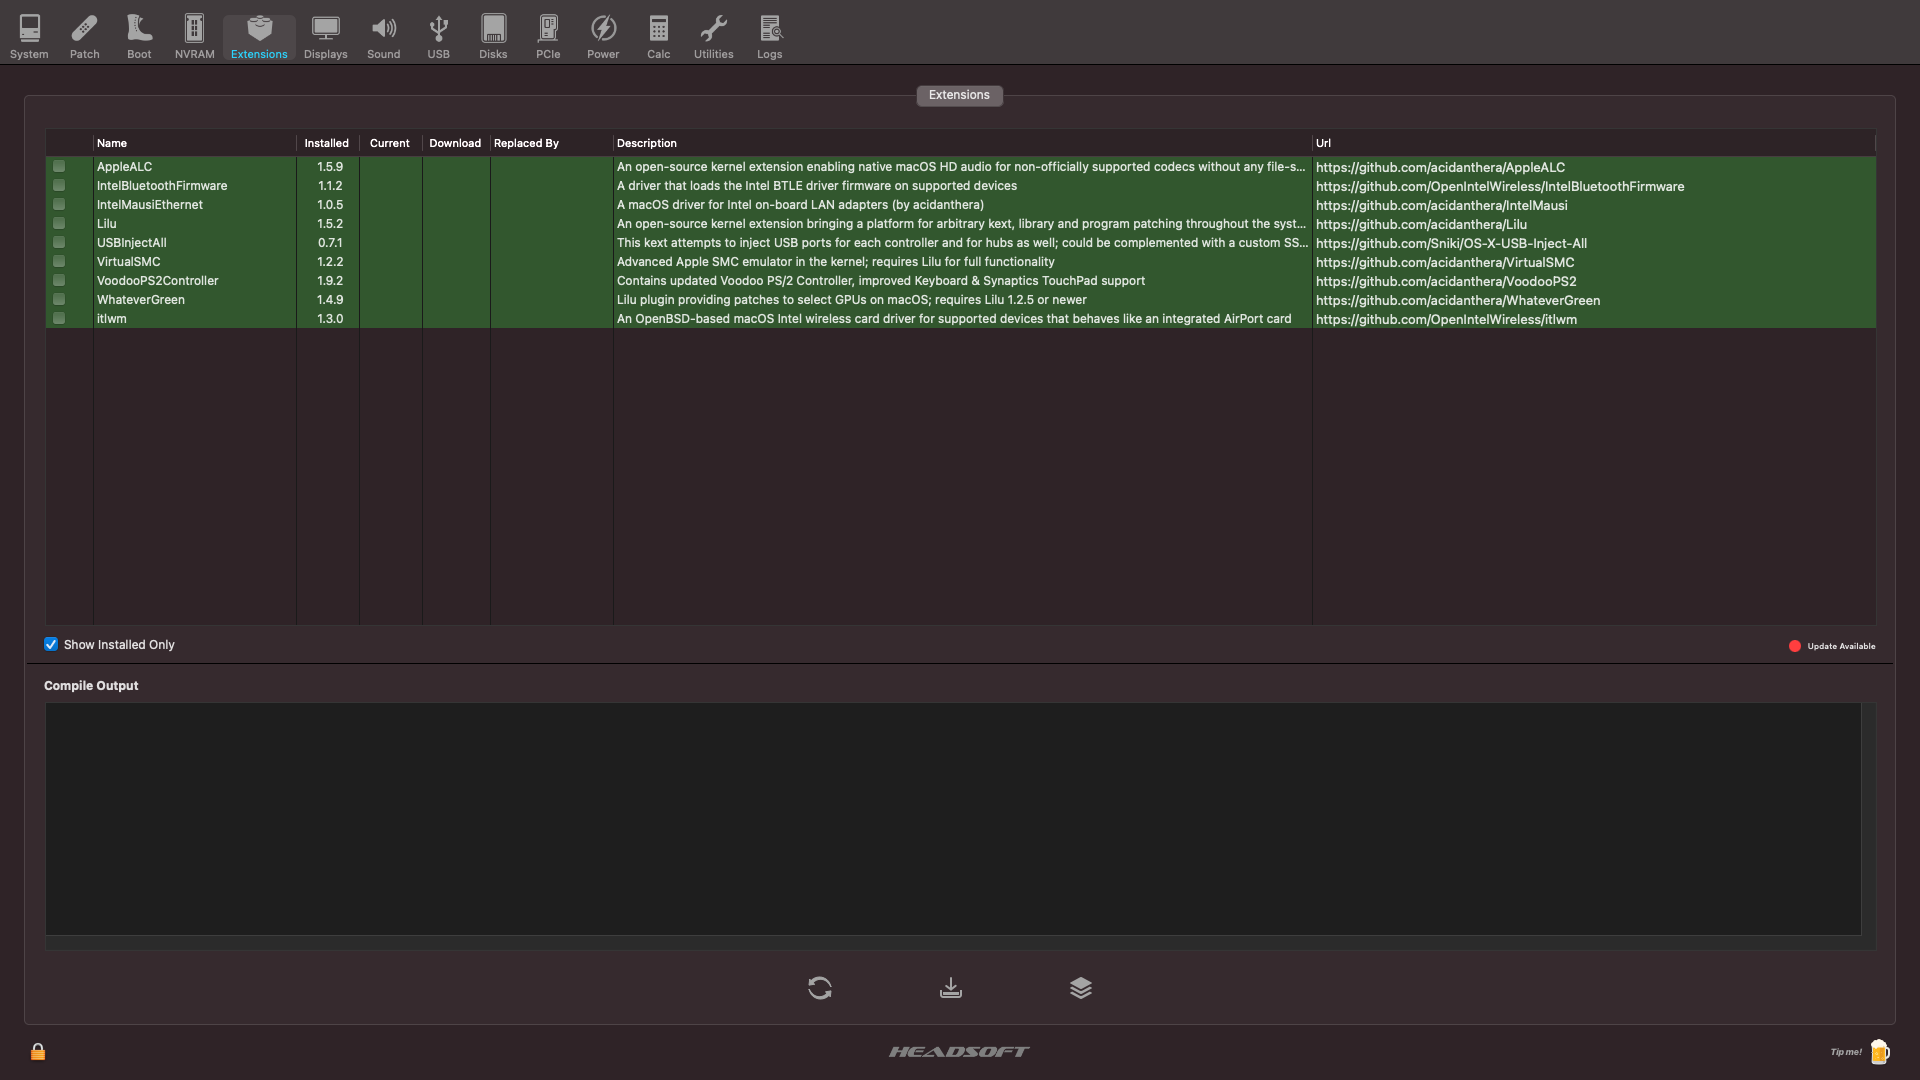 System Patch Boot NVRAM Extensions Displays Sound USB Disks PCIe Power Calc Utilities Logs
Extensions
Name Installed Current Download Replaced By Description Url
AppleALC 1.5.9 An open-source kernel extension enabling native macOS HD audio for non-officially supported codecs without any file-s... https://github.com/acidanthera/AppleALC
IntelBluetoothFirmware 1.1.2 A driver that loads the Intel BTLE driver firmware on supported devices https://github.com/OpenIntelWireless/IntelBluetoothFirmware
IntelMausiEthernet 1.0.5 A macOS driver for Intel on-board LAN adapters (by acidanthera) https://github.com/acidanthera/IntelMausi
Lilu 1.5.2 An open-source kernel extension bringing a platform for arbitrary kext, library and program patching throughout the syst... https://github.com/acidanthera/Lilu
USBInjectAll 0.7.1 This kext attempts to inject USB ports for each controller and for hubs as well; could be complemented with a custom SS... https://github.com/Sniki/OS-X-USB-Inject-All
VirtualSMC 1.2.2 Advanced Apple SMC emulator in the kernel; requires Lilu for full functionality https://github.com/acidanthera/VirtualSMC
VoodooPS2Controller 1.9.2 Contains updated Voodoo PS/2 Controller, improved Keyboard & Synaptics TouchPad support https://github.com/acidanthera/VoodooPS2
WhateverGreen 1.4.9 Lilu plugin providing patches to select GPUs on macOS; requires Lilu 1.2.5 or newer https://github.com/acidanthera/WhateverGreen
itlwm 1.3.0 An OpenBSD-based macOS Intel wireless card driver for supported devices that behaves like an integrated AirPort card https://github.com/OpenIntelWireless/itlwm
Show Installed Only Update Available
Compile Output
HEADSOFT
Tip me!